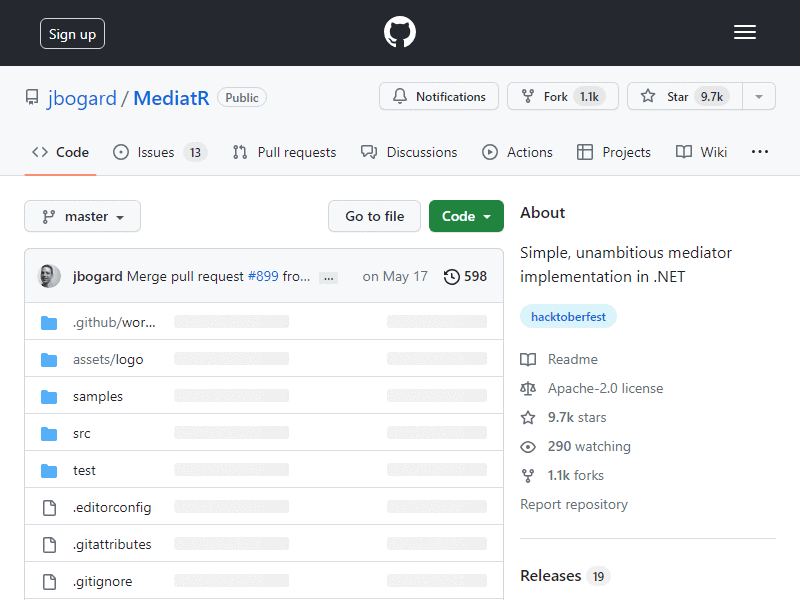 Sign up
jbogard / MediatR Public
Notifications
Fork 1.1k
Star 9.7k
Code
Issues 13
Pull requests
Discussions
Actions
Projects
Wiki
master
Go to file
Code
jbogard Merge pull request #899 fro... ... on May 17 598
.github/wor...
assets/logo
samples
src
test
.editorconfig
.gitattributes
.gitignore
About
Simple, unambitious mediator
implementation in .NET
hacktoberfest
Readme
Apache-2.0 license
9.7k stars
290 watching
1.1k forks
Report repository
Releases 19